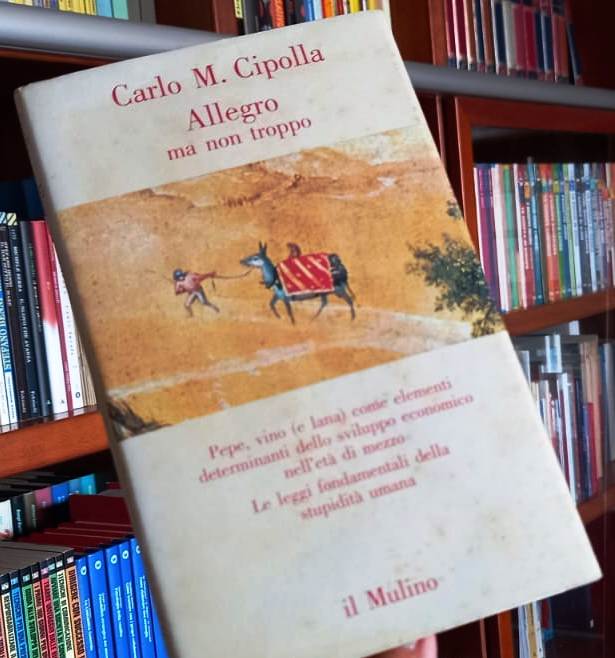 Carlo M. Cipolla
Allegro
ma non troppo
Pepe, vino (e lana) come elementi
determinanti dello sviluppo economico
nell'età di mezzo
Le leggi fondamentali della
stupidità umana
il Mulino